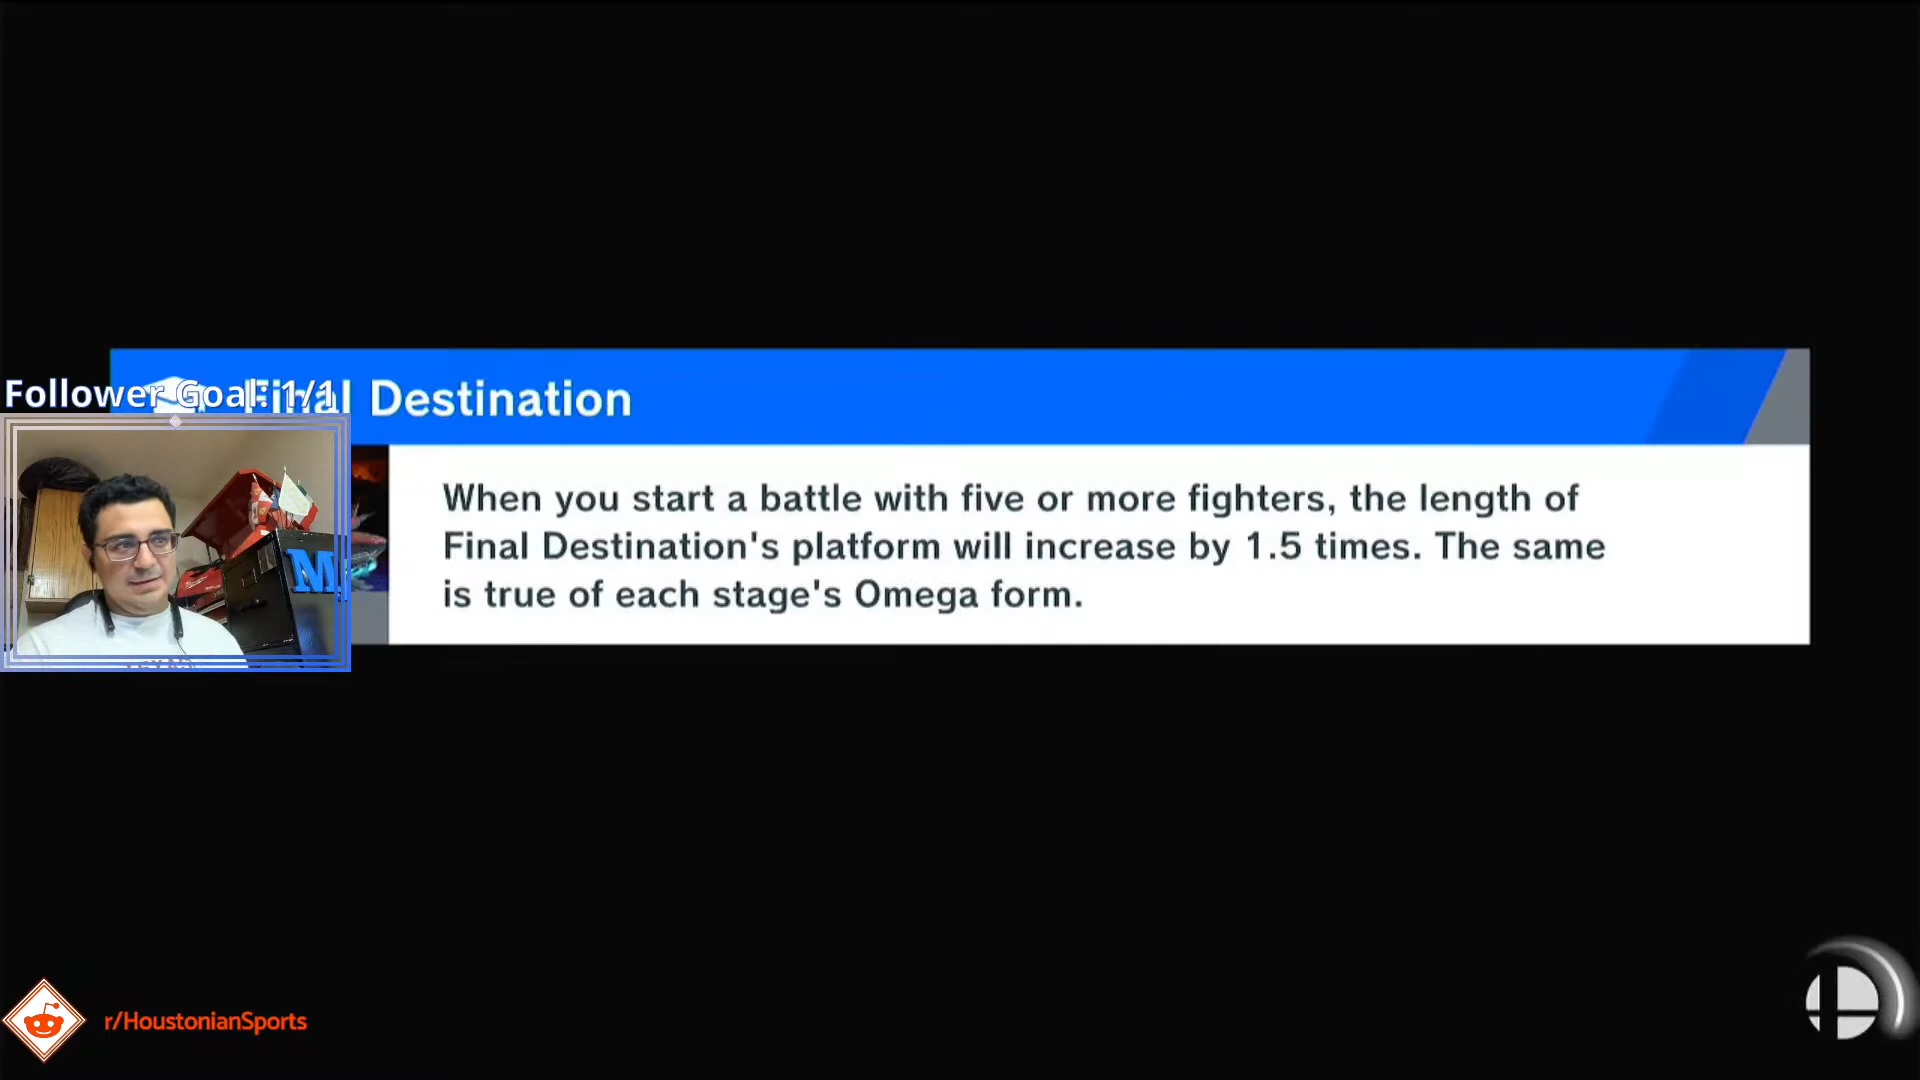 Final Destination
Follower Goal: 1/1
When you start a battle with five or more fighters, the length of
Final Destination's platform will increase by 1.5 times. The same
is true of each stage's Omega form.
M
r/HoustonianSports